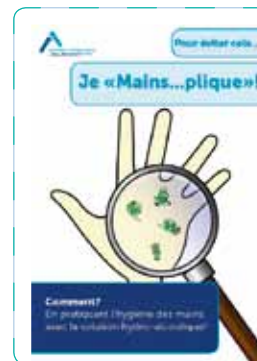 Pour éviter cela...
Je «Mains...plique»!
Comment?
En pratiquant l'hygiène des mains
avec la solution hydro-alcoolique!